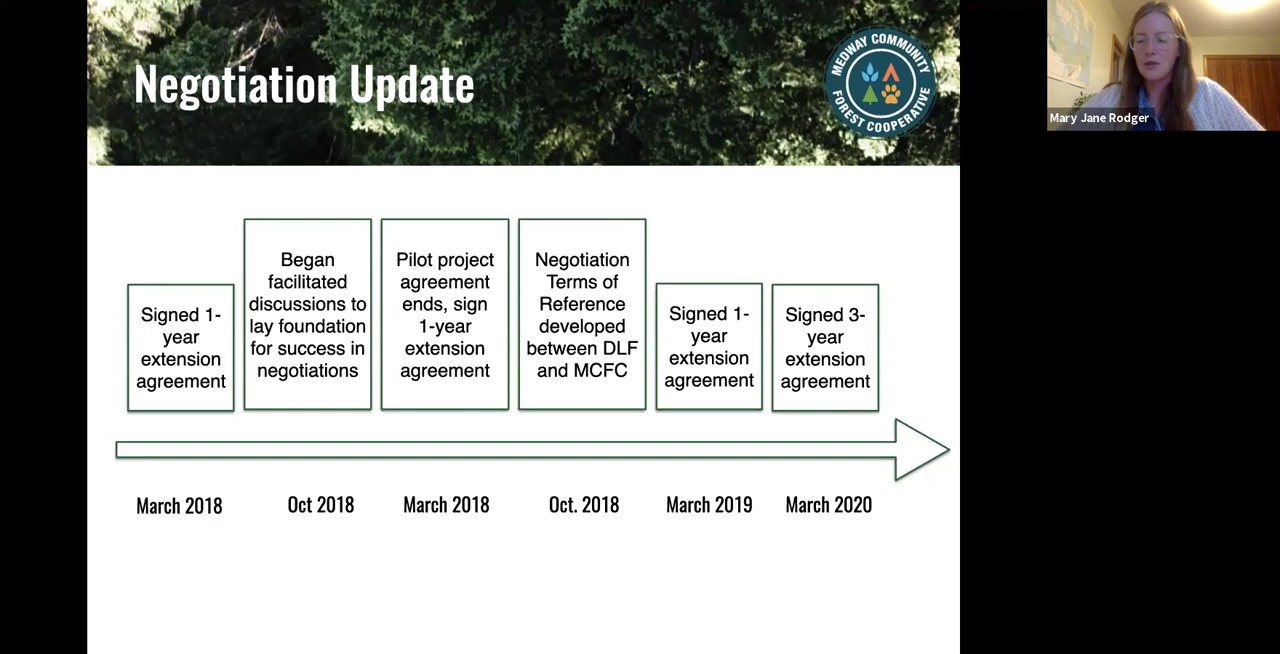 Negotiation Update
MEDWAY COMMUNITY
FOREST COOPERATIVE
Mary Jane Rodger
Signed 1-
year
extension
agreement
Began
facilitated
discussions to
lay foundation
for success in
negotiations
Pilot project
agreement
ends, sign
1-year
extension
agreement
Negotiation
Terms of
Reference
developed
between DLF
and MCFC
Signed 1-
year
extension
agreement
Signed 3-
year
extension
agreement
March 2018
Oct 2018
March 2018
Oct. 2018
March 2019
March 2020